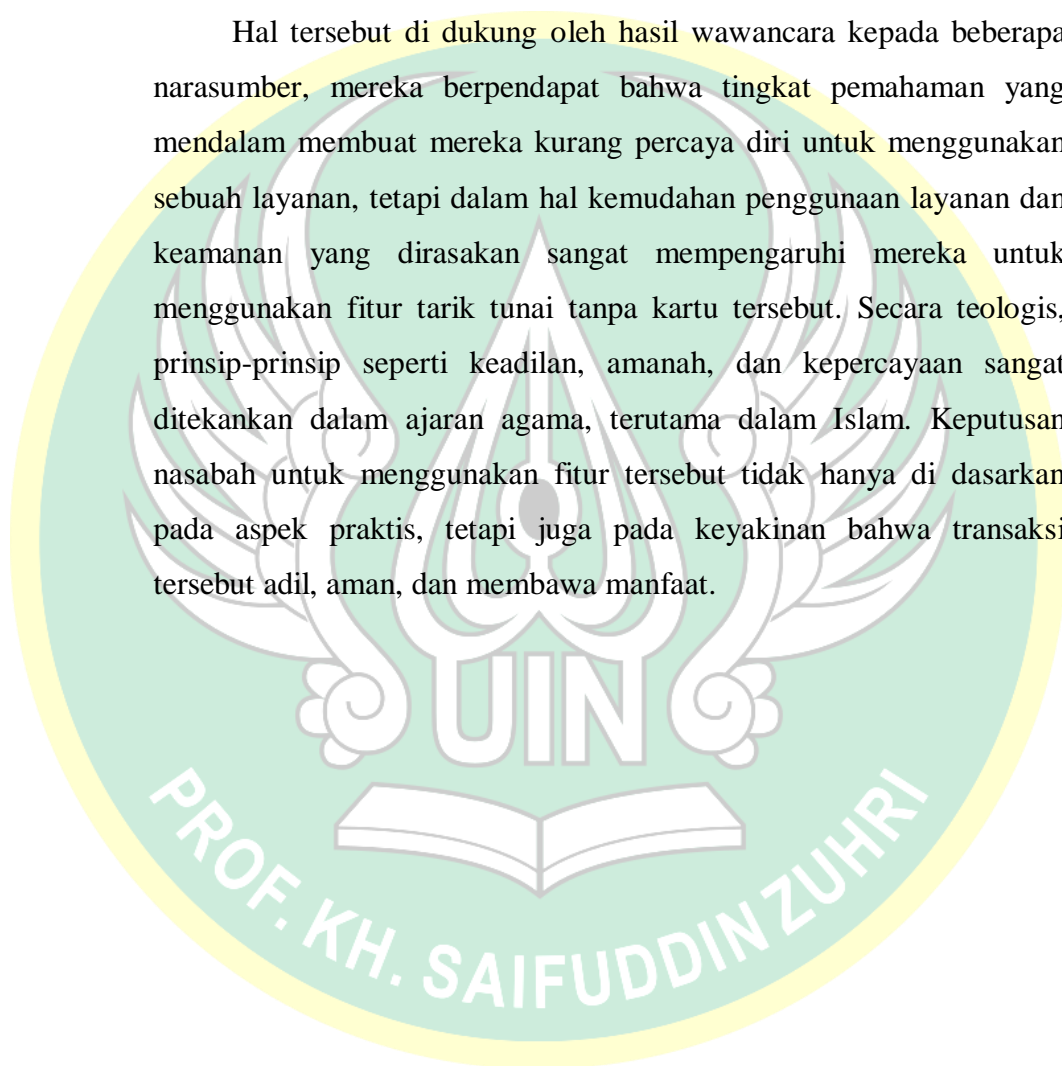 Hal tersebut di dukung oleh hasil wawancara kepada beberapa
narasumber, mereka berpendapat bahwa tingkat pemahaman yang
mendalam membuat mereka kurang percaya diri untuk menggunakan
sebuah layanan, tetapi dalam hal kemudahan penggunaan layanan dan
keamanan yang dirasakan sangat mempengaruhi mereka untuk
menggunakan fitur tarik tunai tanpa kartu tersebut. Secara teologis,
prinsip-prinsip seperti keadilan, amanah, dan kepercayaan sangat
ditekankan dalam ajaran agama, terutama dalam Islam. Keputusan
nasabah untuk menggunakan fitur tersebut tidak hanya di dasarkan
pada aspek praktis, tetapi juga pada keyakinan bahwa transaksi
tersebut adil, aman, dan membawa manfaat.
UIN
PROF. KH. SAIFUDDIN ZUHRI